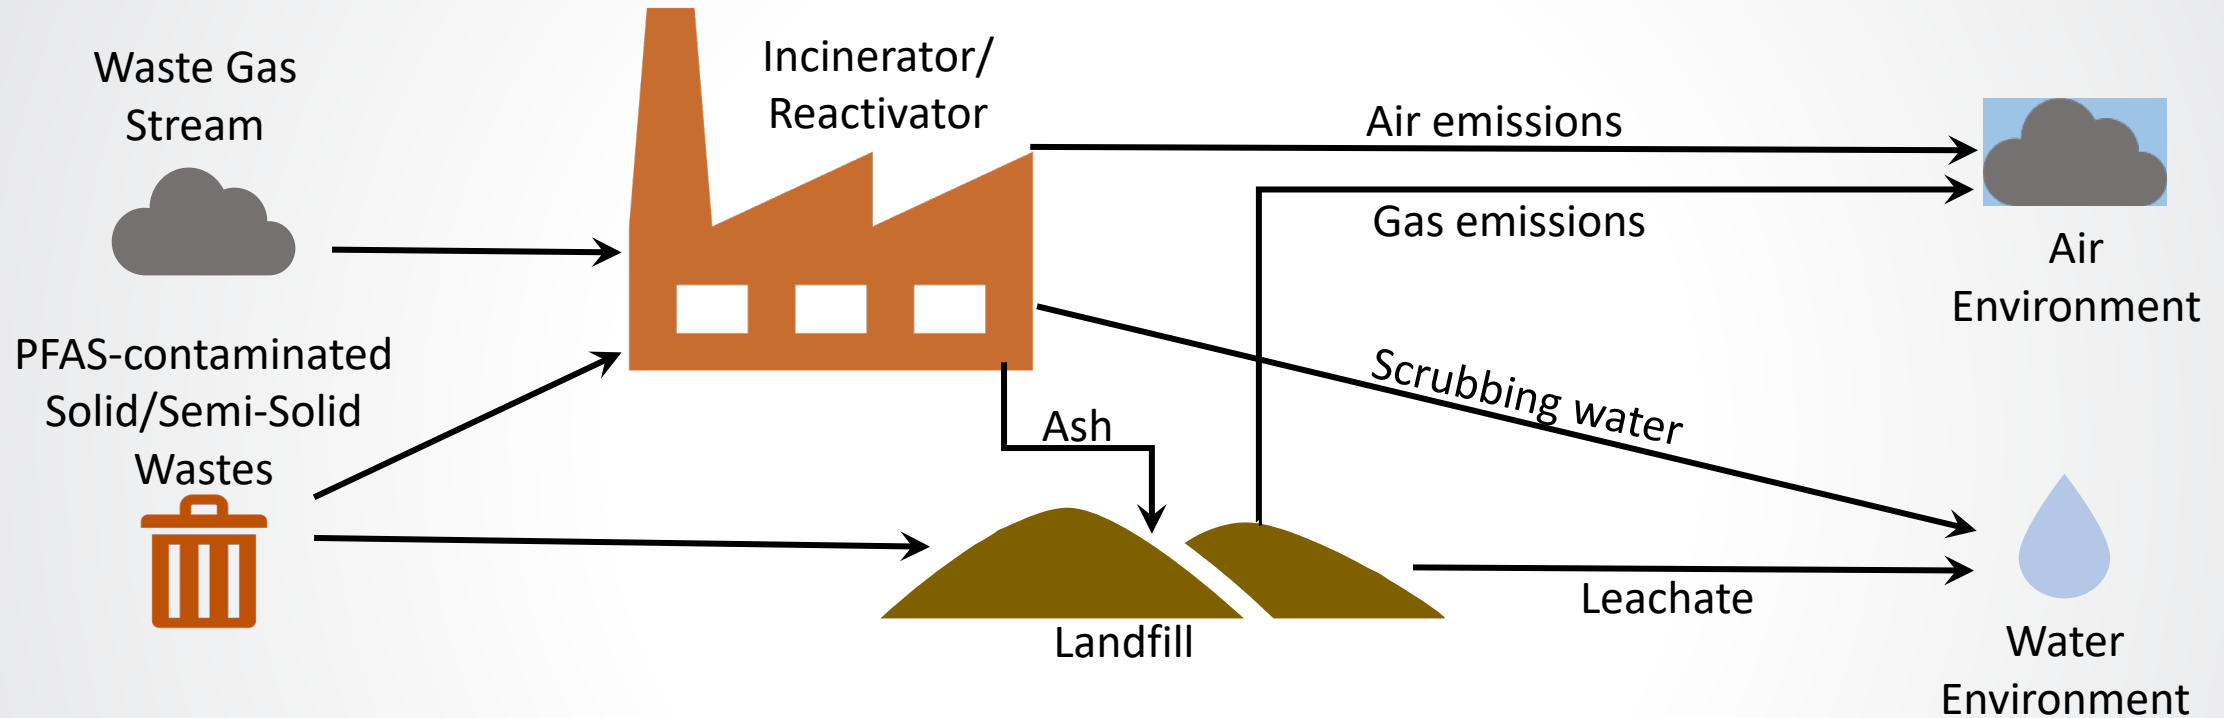 Waste Gas
Stream
Incinerator/
Reactivator
Air emissions
Gas emissions
Air
Environment
PFAS-contaminated
Solid/Semi-Solid
Wastes
Scrubbing water
Ash
Leachate
Landfill
Water
Environment